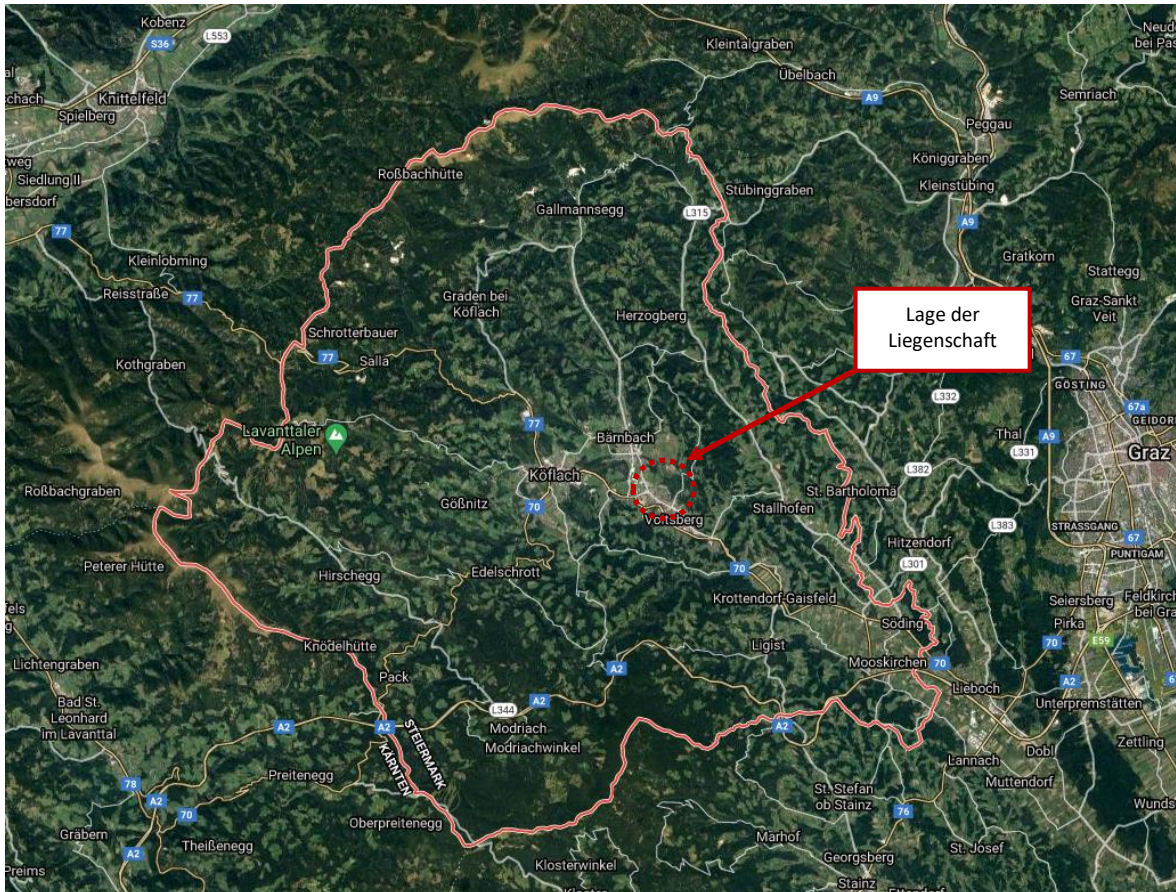 Kobenz
L553
S36
Knittelfeld
Spielberg
Siedlung II
77
Kleinlobming
Reisstraße
77
Kothgraben
Kleintalgraben
Übelbach
A9
Semriach
Peggau
Königgraben
Kleinstübing
A9
Gratkorn
Stattegg
Graz-Sankt
Veit
Roßbachhütte
Stübinggraben
L315
Gallmannsegg
Graden bei
Köflach
Herzogberg
Schrotterbauer
77
Salla
Lage der
Liegenschaft
67
GÖSTING
67a
L332
Thal
A9
L331
Graz
Lavanttaler
Alpen
77
Bärnbach
Köflach
70
Gößnitz
Voitsberg
L382
St. Bartholomä
Stallhofen
L383
STRASSGANG
67
PUNTIGAM
Hitzendorf
L301
Roßbachgraben
Peterer Hütte
Hirschegg
Edelschrott
70
Krottendorf-Gaisfeld
Söding
Seiersberg
Pirka
E59
70
Knödelhütte
Lichtengraben
Bad St.
Leonhard
im Lavanttal
Pack
Ligist
Mooskirchen
70
A2
A2
Lieboch
Unterpremstätten
L344
A2
A2
A2
A2
Modriach
Modriachwinkel
STEIERMARK
KÄRNTEN
Dobl
Zettling
Lannach
Muttendorf
Preitenegg
78
A2
70
Gräbern
A2
Theißenegg
Preims
Oberpreitenegg
Klosterwinkel
St. Stefan
ob Stainz
76
Marhof
Georgsberg
Stainz
St. Josef